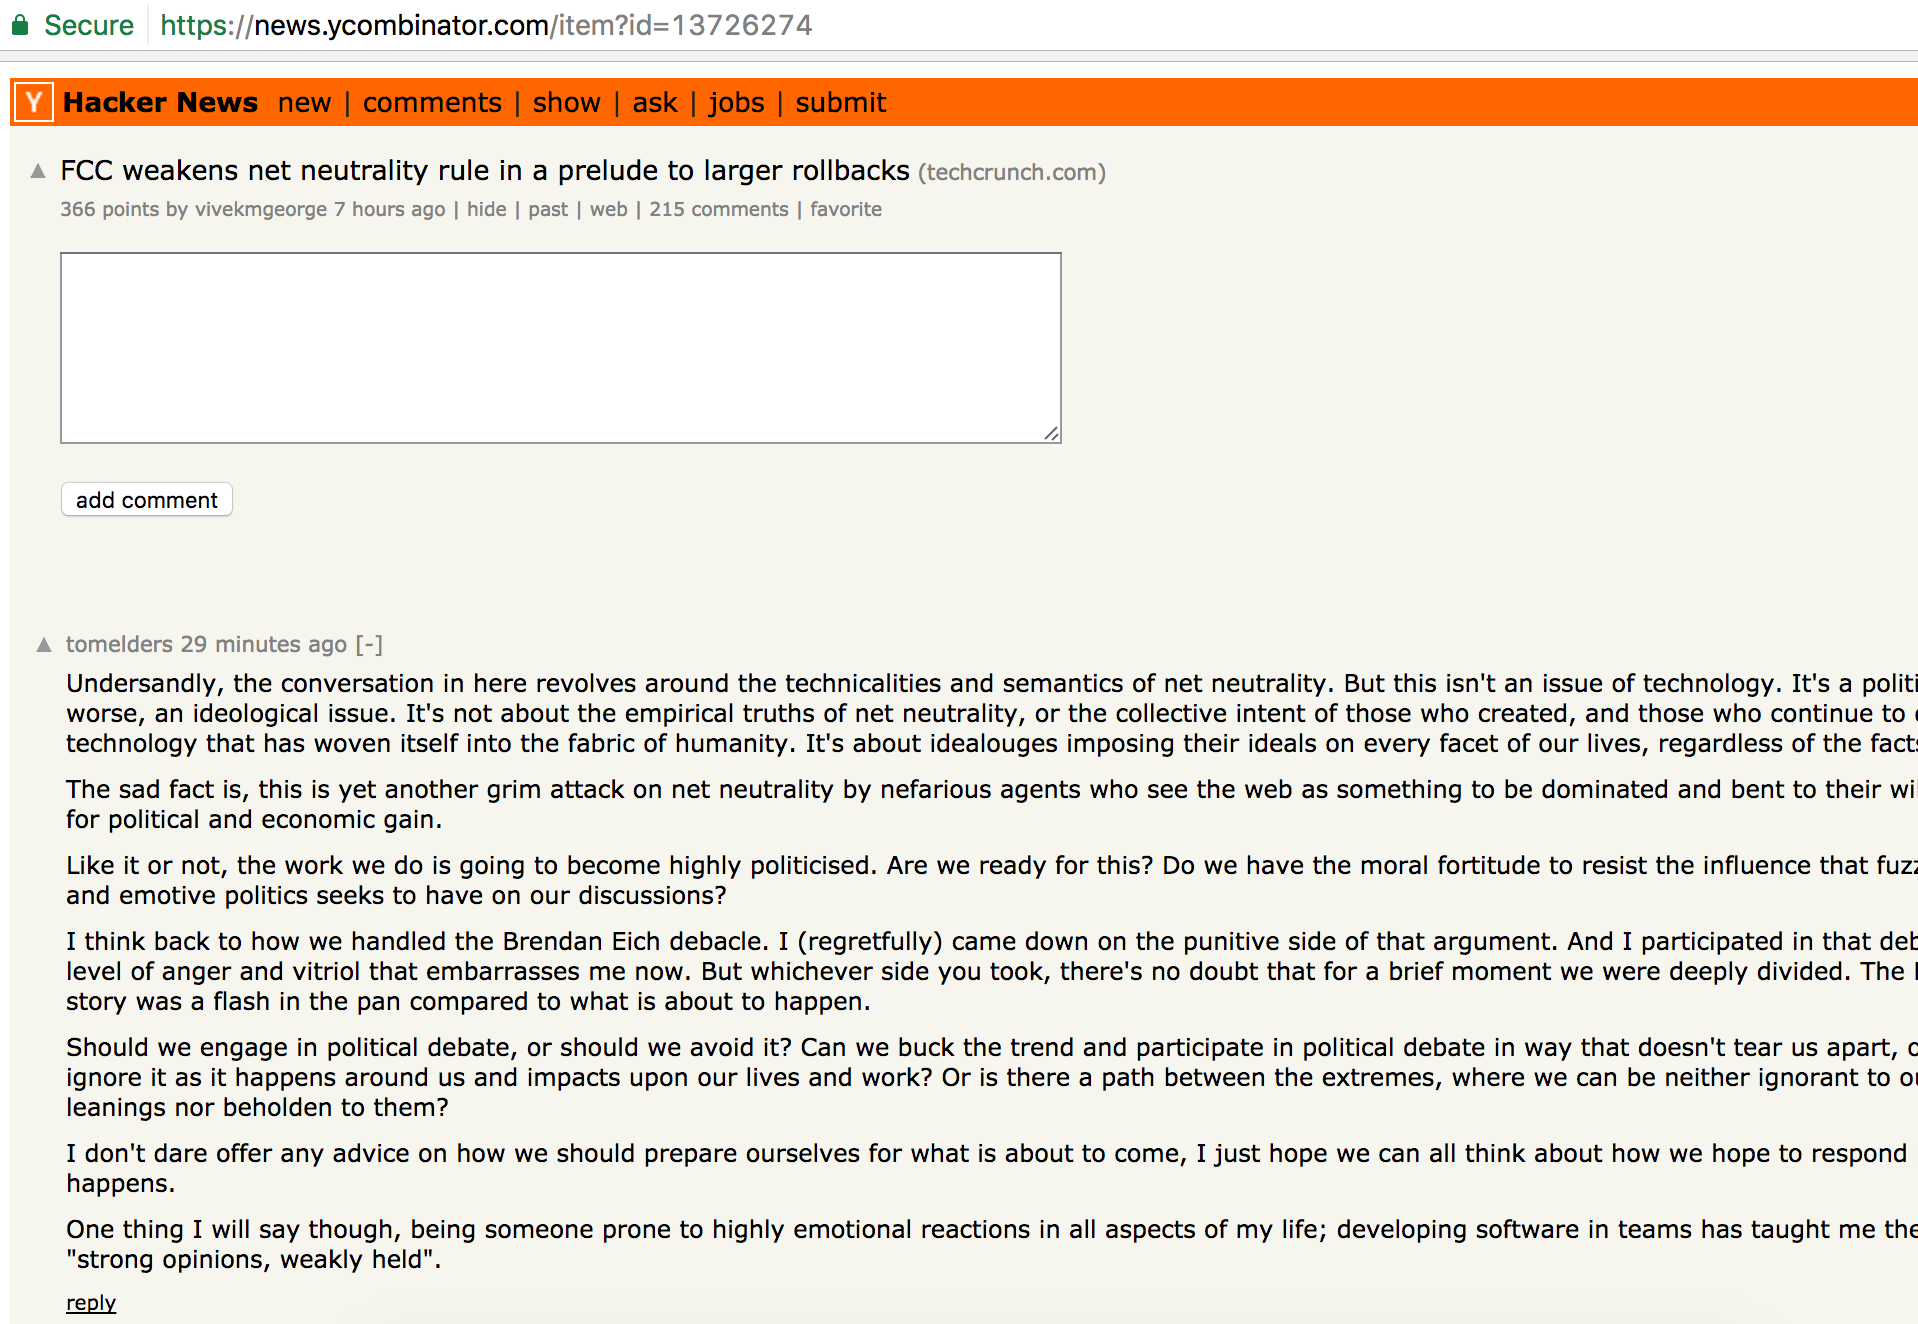 Secure https://news.ycombinator.com/item?id=13726274
Y Hacker News new | comments | show | ask | jobs | submit
▲ FCC weakens net neutrality rule in a prelude to larger rollbacks (techcrunch.com)
366 points by vivekmgeorge 7 hours ago | hide | past | web | 215 comments | favorite
add comment
▲ tomelders 29 minutes ago [-]
Undersandly, the conversation in here revolves around the technicalities and semantics of net neutrality. But this isn't an issue of technology. It's a
worse, an ideological issue. It's not about the empirical truths of net neutrality, or the collective intent of those who created, and those who continue to
technology that has woven itself into the fabric of humanity. It's about idealouges imposing their ideals on every facet of our lives, regardless of the
The sad fact is, this is yet another grim attack on net neutrality by nefarious agents who see the web as something to be dominated and bent to their
for political and economic gain.
Like it or not, the work we do is going to become highly politicised. Are we ready for this? Do we have the moral fortitude to resist the influence that
and emotive politics seeks to have on our discussions?
I think back to how we handled the Brendan Eich debacle. I (regretfully) came down on the punitive side of that argument. And I participated in that
level of anger and vitriol that embarrasses me now. But whichever side you took, there's no doubt that for a brief moment we were deeply divided. The
story was a flash in the pan compared to what is about to happen.
Should we engage in political debate, or should we avoid it? Can we buck the trend and participate in political debate in way that doesn't tear us apart,
ignore it as it happens around us and impacts upon our lives and work? Or is there a path between the extremes, where we can be neither ignorant to
leanings nor beholden to them?
I don't dare offer any advice on how we should prepare ourselves for what is about to come, I just hope we can all think about how we hope to respond
happens.
One thing I will say though, being someone prone to highly emotional reactions in all aspects of my life; developing software in teams has taught me
"strong opinions, weakly held".
reply